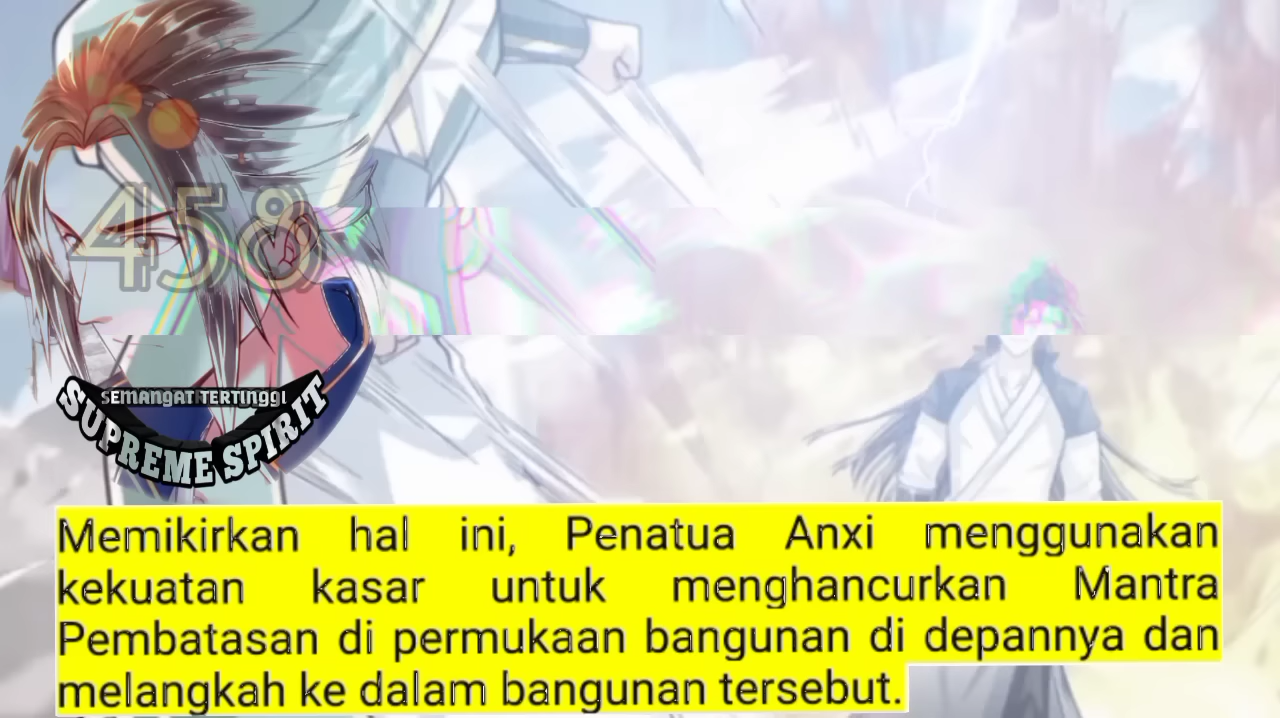 458
SEMANGAT TERTINGGI
SUPREME SPIRIT
Memikirkan hal ini, Penatua Anxi menggunakan
kekuatan kasar untuk menghancurkan Mantra
Pembatasan di permukaan bangunan di depannya dan
melangkah ke dalam bangunan tersebut.